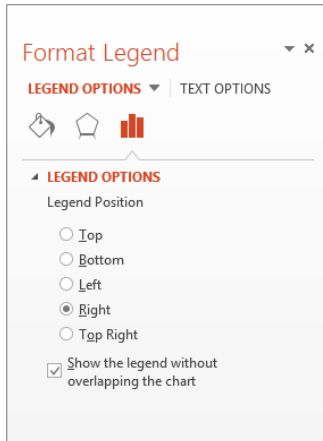 Format Legend
LEGEND OPTIONS TEXT OPTIONS
LEGEND OPTIONS
Legend Position
Top
Bottom
Left
Right
Top Right
Show the legend without
overlapping the chart